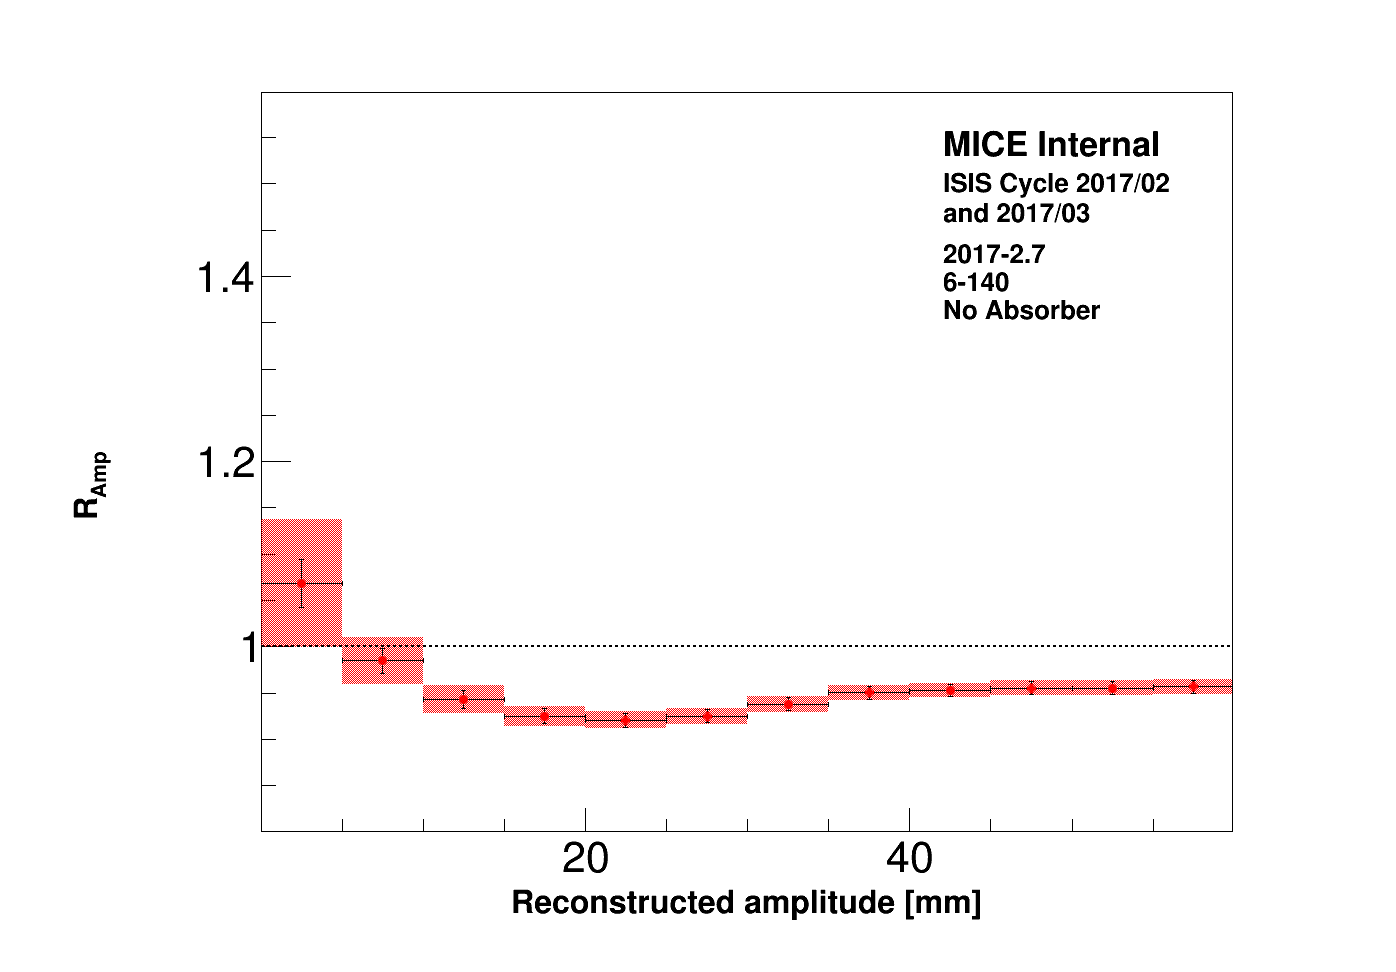 MICE Internal
ISIS Cycle 2017/02
and 2017/03
2017-2.7
6-140
No Absorber
1.4
1.2
1
R_Amp
20
40
Reconstructed amplitude [mm]